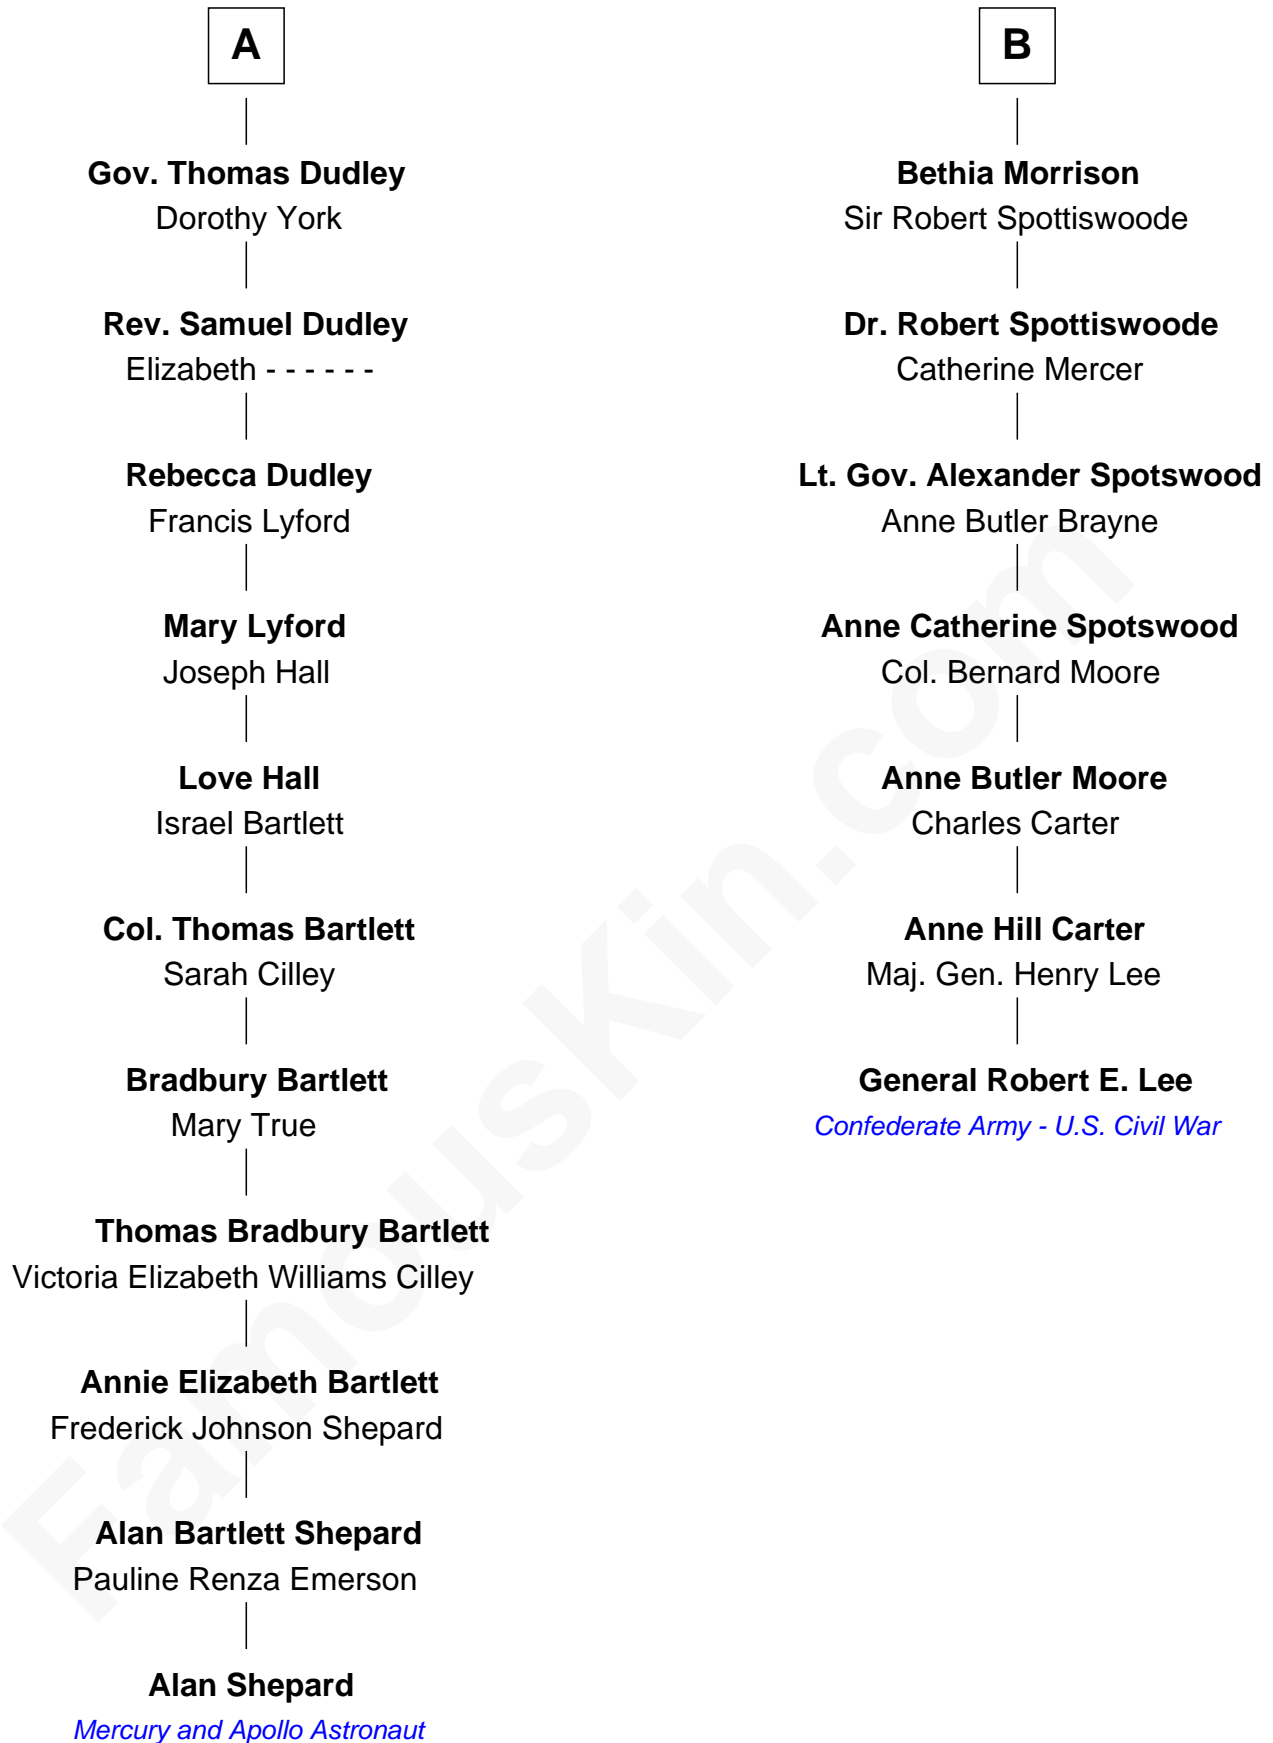 A
Gov. Thomas Dudley
Dorothy York
Rev. Samuel Dudley
Elizabeth - - - - - -
Rebecca Dudley
Francis Lyford
Mary Lyford
Joseph Hall
Love Hall
Israel Bartlett
Col. Thomas Bartlett
Sarah Cilley
Bradbury Bartlett
Mary True
Thomas Bradbury Bartlett
Victoria Elizabeth Williams Cilley
Annie Elizabeth Bartlett
Frederick Johnson Shepard
Alan Bartlett Shepard
Pauline Renza Emerson
Alan Shepard
Mercury and Apollo Astronaut
B
Bethia Morrison
Sir Robert Spottiswoode
Dr. Robert Spottiswoode
Catherine Mercer
Lt. Gov. Alexander Spotswood
Anne Butler Brayne
Anne Catherine Spotswood
Col. Bernard Moore
Anne Butler Moore
Charles Carter
Anne Hill Carter
Maj. Gen. Henry Lee
General Robert E. Lee
Confederate Army - U.S. Civil War
FamousKin.com